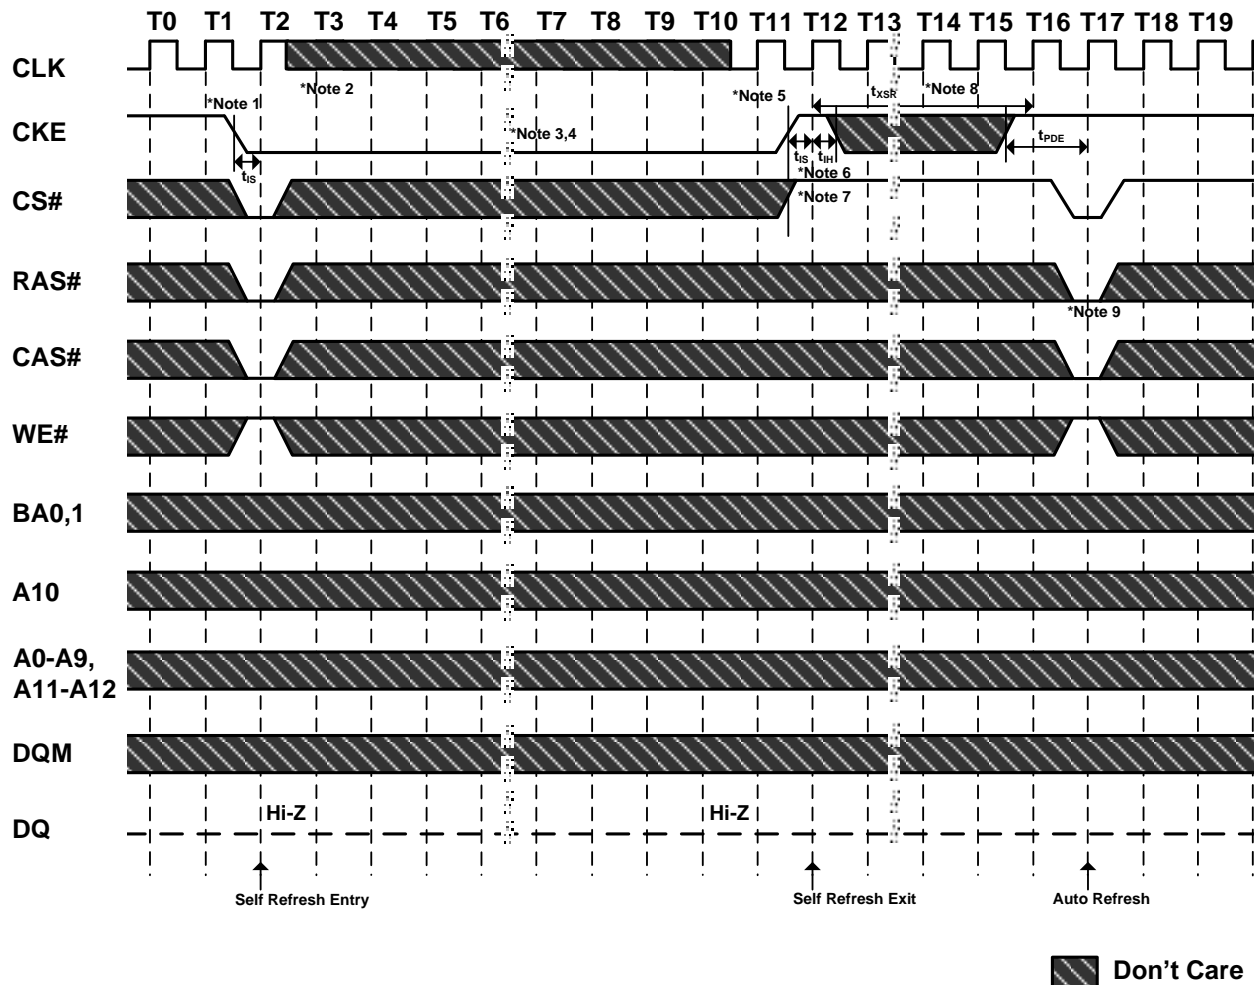 T0 T1 T2 T3 T4 T5 T6 T7 T8 T9 T10 T11 T12 T13 T14 T15 T16 T17 T18 T19
CLK
*Note 2
*Note 5
tXSR
*Note 8
*Note 1
CKE
*Note 3,4
tPDE
tIS
tIS
tIH
*Note 6
CS#
*Note 7
RAS#
*Note 9
CAS#
WE#
BA0,1
A10
A0-A9,
A11-A12
DQM
Hi-Z
Hi-Z
DQ
Self Refresh Entry
Self Refresh Exit
Auto Refresh
Don't Care